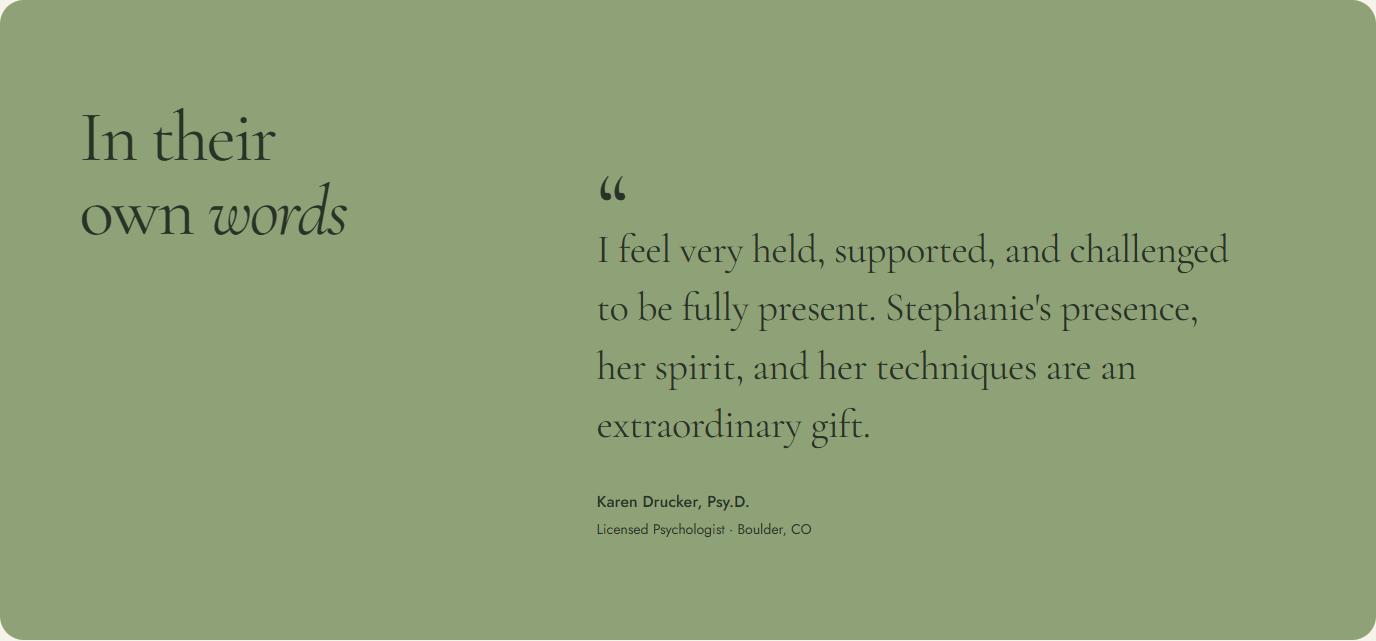 In their
own words
“
I feel very held, supported, and challenged
to be fully present. Stephanie's presence,
her spirit, and her techniques are an
extraordinary gift.
Karen Drucker, Psy.D.
Licensed Psychologist · Boulder, CO